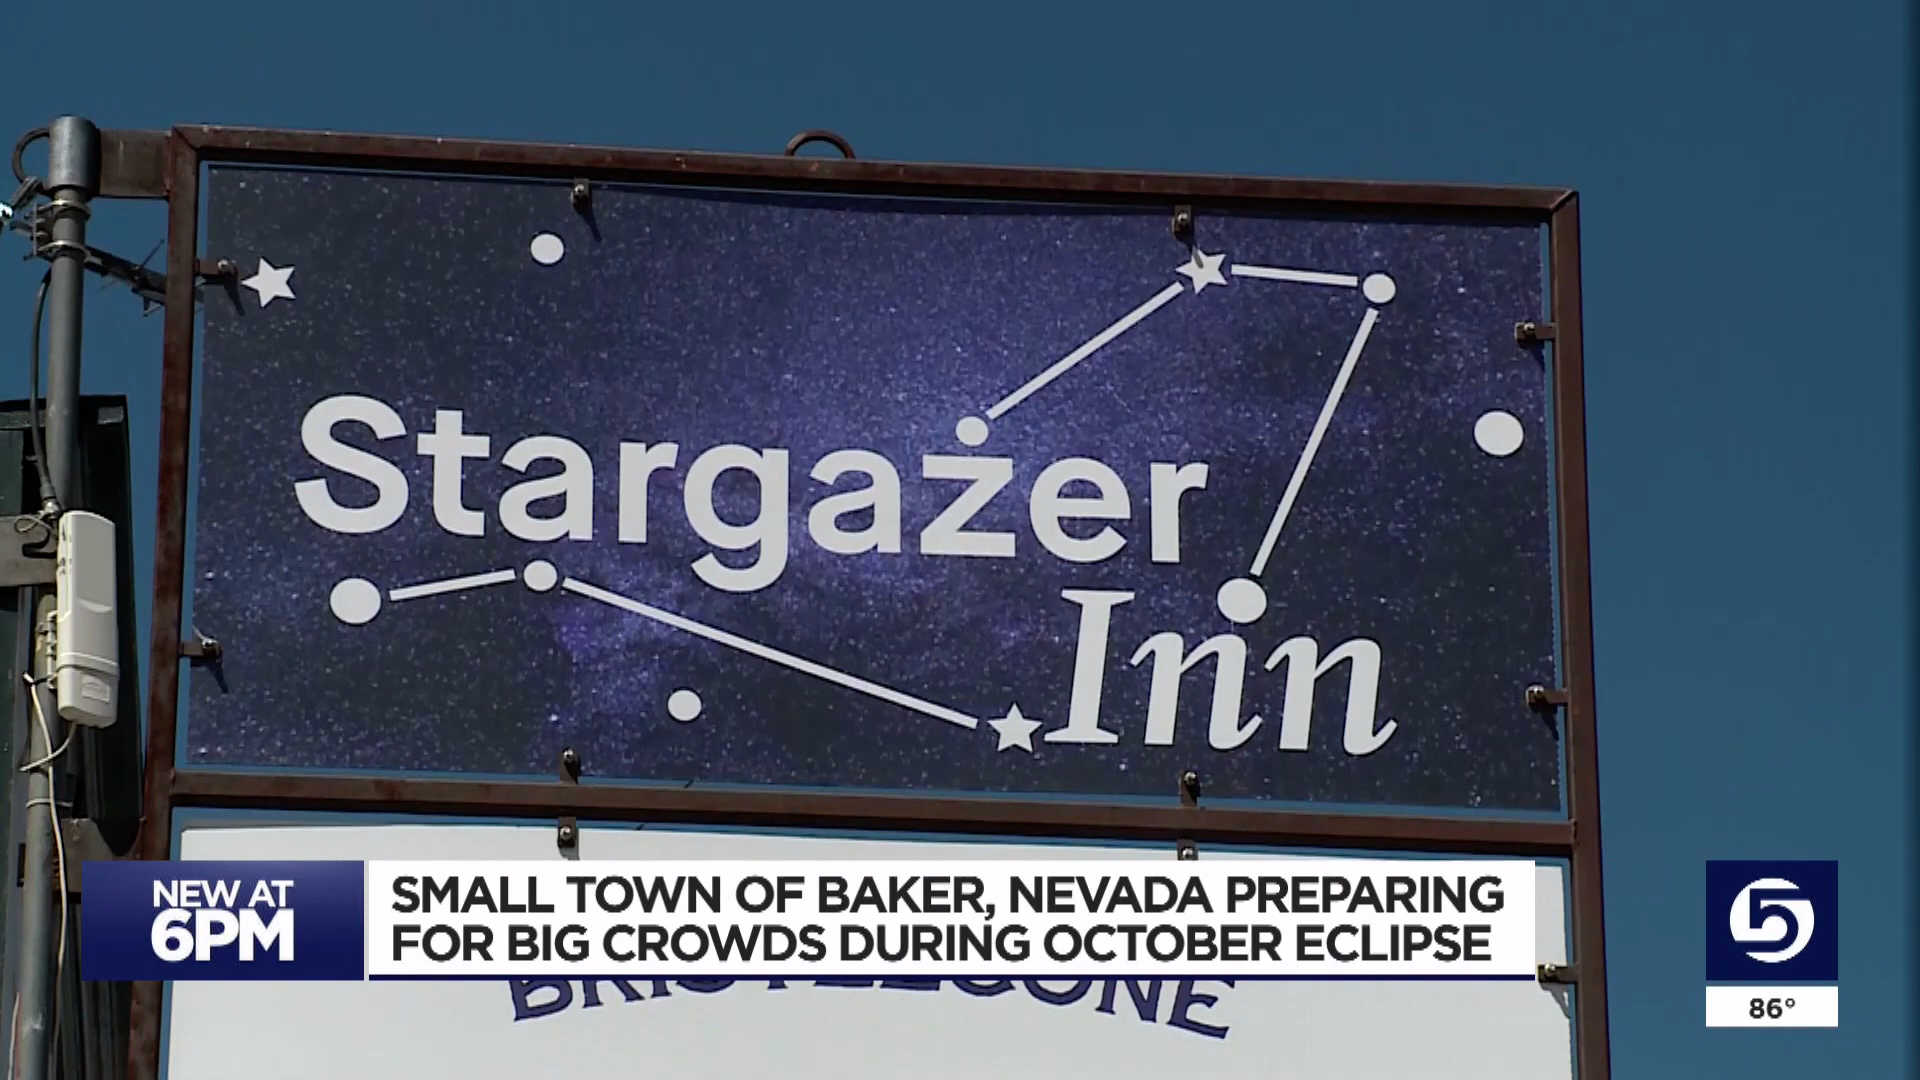 Stargazer
Inn
NEW AT
6PM
SMALL TOWN OF BAKER, NEVADA PREPARING
FOR BIG CROWDS DURING OCTOBER ECLIPSE
BRISTLECONE
5
86°